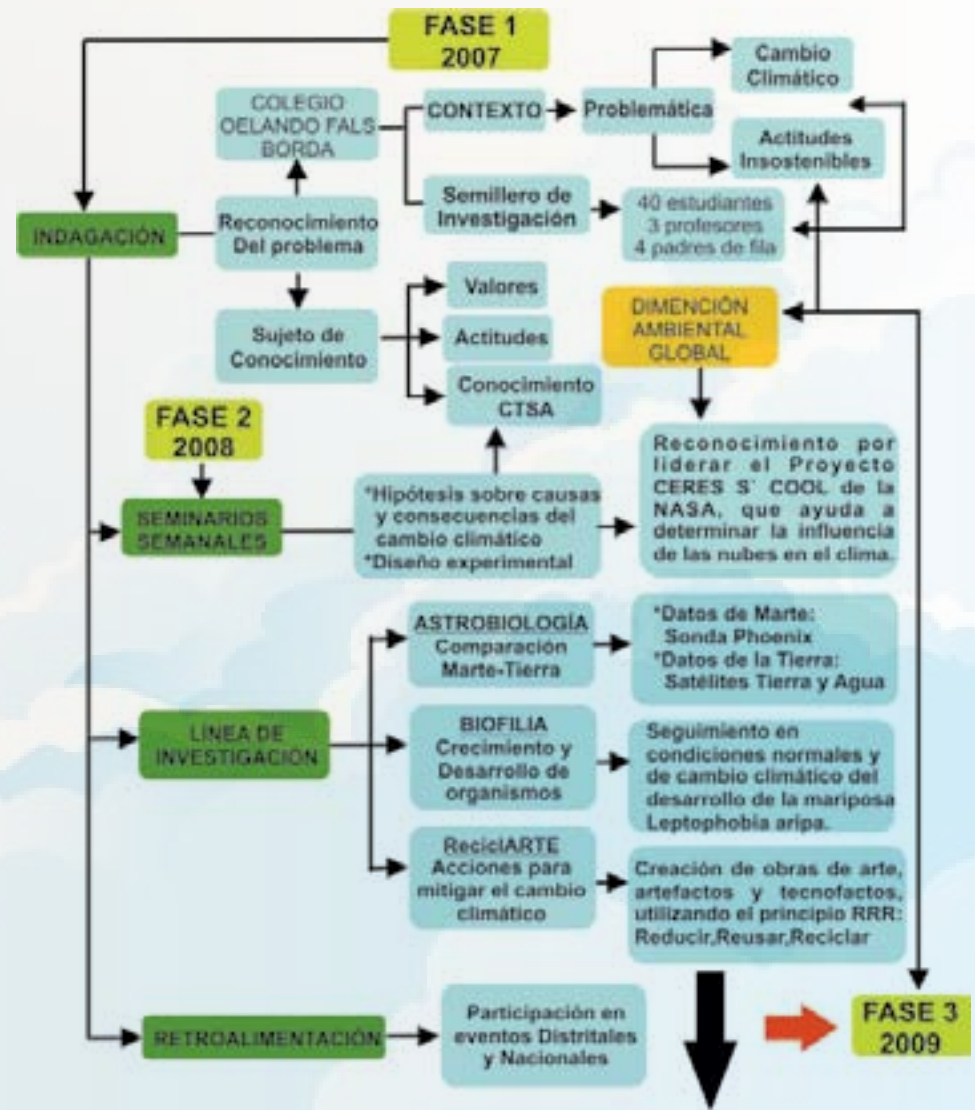 FASE 1
2007
COLEGIO
OELANDO FALS
BORDA
CONTEXTO
Problemática
Cambio
Climático
Actitudes
Insostenibles
Semillero de
Investigación
40 estudiantes
3 profesores
4 padres de fila
INDAGACIÓN
Reconocimiento
Del problema
Sujeto de
Conocimiento
Valores
Actitudes
Conocimiento
CTSA
DIMENCIÓN
AMBIENTAL
GLOBAL
FASE 2
2008
SEMINARIOS
SEMANALES
*Hipótesis sobre causas
y consecuencias del
cambio climático
*Diseño experimental
Reconocimiento por
liderar el Proyecto
CERES S` COOL de la
NASA, que ayuda a
determinar la influencia
de las nubes en el clima.
LÍNEA DE
INVESTIGACIÓN
ASTROBIOLOGÍA
Comparación
Marte-Tierra
*Datos de Marte:
Sonda Phoenix
*Datos de la Tierra:
Satélites Tierra y Agua
BIOFILIA
Crecimiento y
Desarrollo de
organismos
Seguimiento en
condiciones normales y
de cambio climático del
desarrollo de la mariposa
Leptophobia aripa.
ReciclARTE
Acciones para
mitigar el cambio
climático
Creación de obras de arte,
artefactos y tecnofactos,
utilizando el principio RRR:
Reducir,Reusar,Reciclar
RETROALIMENTACIÓN
Participación en
eventos Distritales
y Nacionales
FASE 3
2009